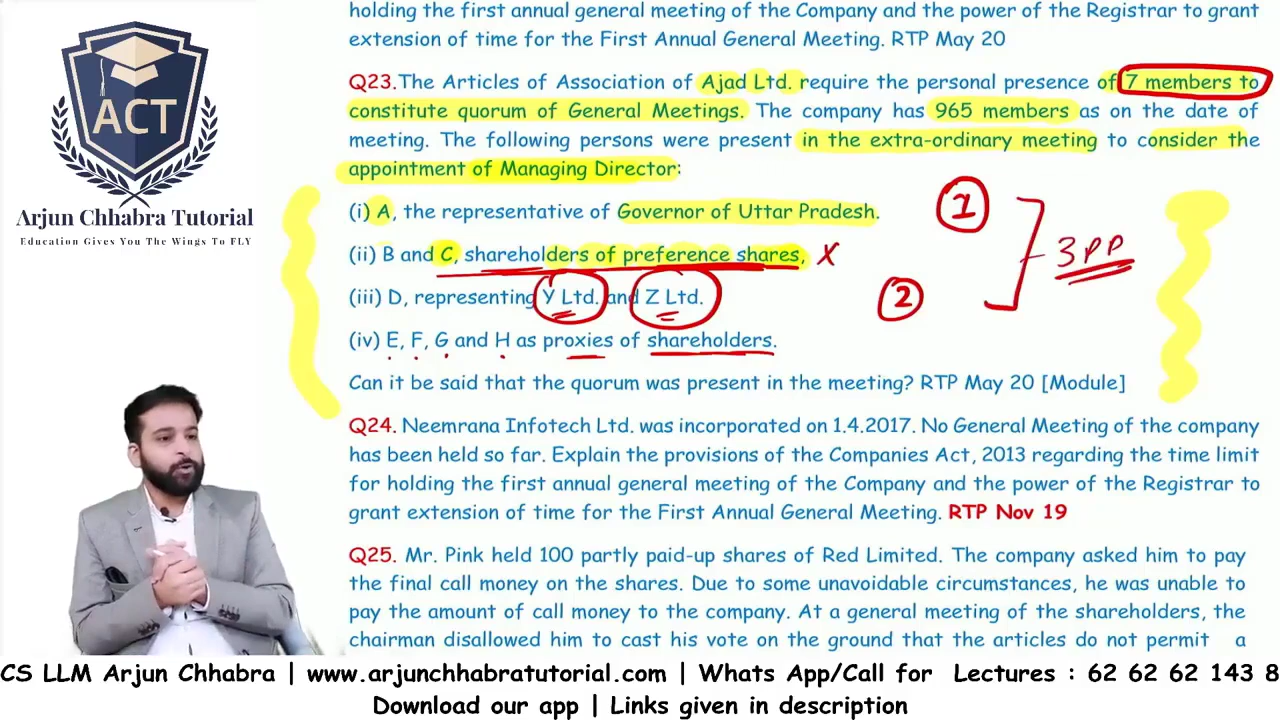 holding the first annual general meeting of the Company and the power of the Registrar to grant
extension of time for the First Annual General Meeting. RTP May 20
ACT
Arjun Chhabra Tutorial
Education Gives You The Wings To FLY
Q23.The Articles of Association of Ajad Ltd. require the personal presence of 7 members to
constitute quorum of General Meetings. The company has 965 members as on the date of
meeting. The following persons were present in the extra-ordinary meeting to consider the
appointment of Managing Director:
(i) A, the representative of Governor of Uttar Pradesh. 1
(ii) B and C, shareholders of preference shares, X 3 PP
(iii) D, representing Y Ltd. and Z Ltd. 2
(iv) E, F, G and H as proxies of shareholders.
Can it be said that the quorum was present in the meeting? RTP May 20 [Module]
Q24. Neemrana Infotech Ltd. was incorporated on 1.4.2017. No General Meeting of the company
has been held so far. Explain the provisions of the Companies Act, 2013 regarding the time limit
for holding the first annual general meeting of the Company and the power of the Registrar to
grant extension of time for the First Annual General Meeting. RTP Nov 19
Q25. Mr. Pink held 100 partly paid-up shares of Red Limited. The company asked him to pay
the final call money on the shares. Due to some unavoidable circumstances, he was unable to
pay the amount of call money to the company. At a general meeting of the shareholders, the
chairman disallowed him to cast his vote on the ground that the articles do not permit a
CS LLM Arjun Chhabra | www.arjunchhabratutorial.com | Whats App/Call for Lectures : 62 62 62 143 8
Download our app | Links given in description